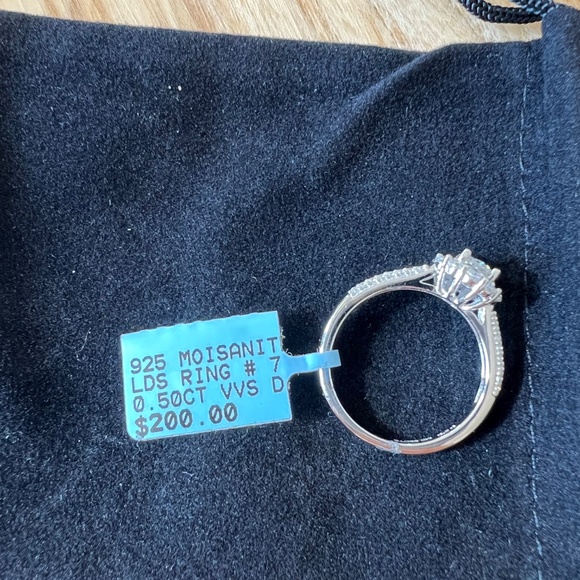 925 MOISANIT
LDS RING # 7
0.50CT VVS D
$200.00